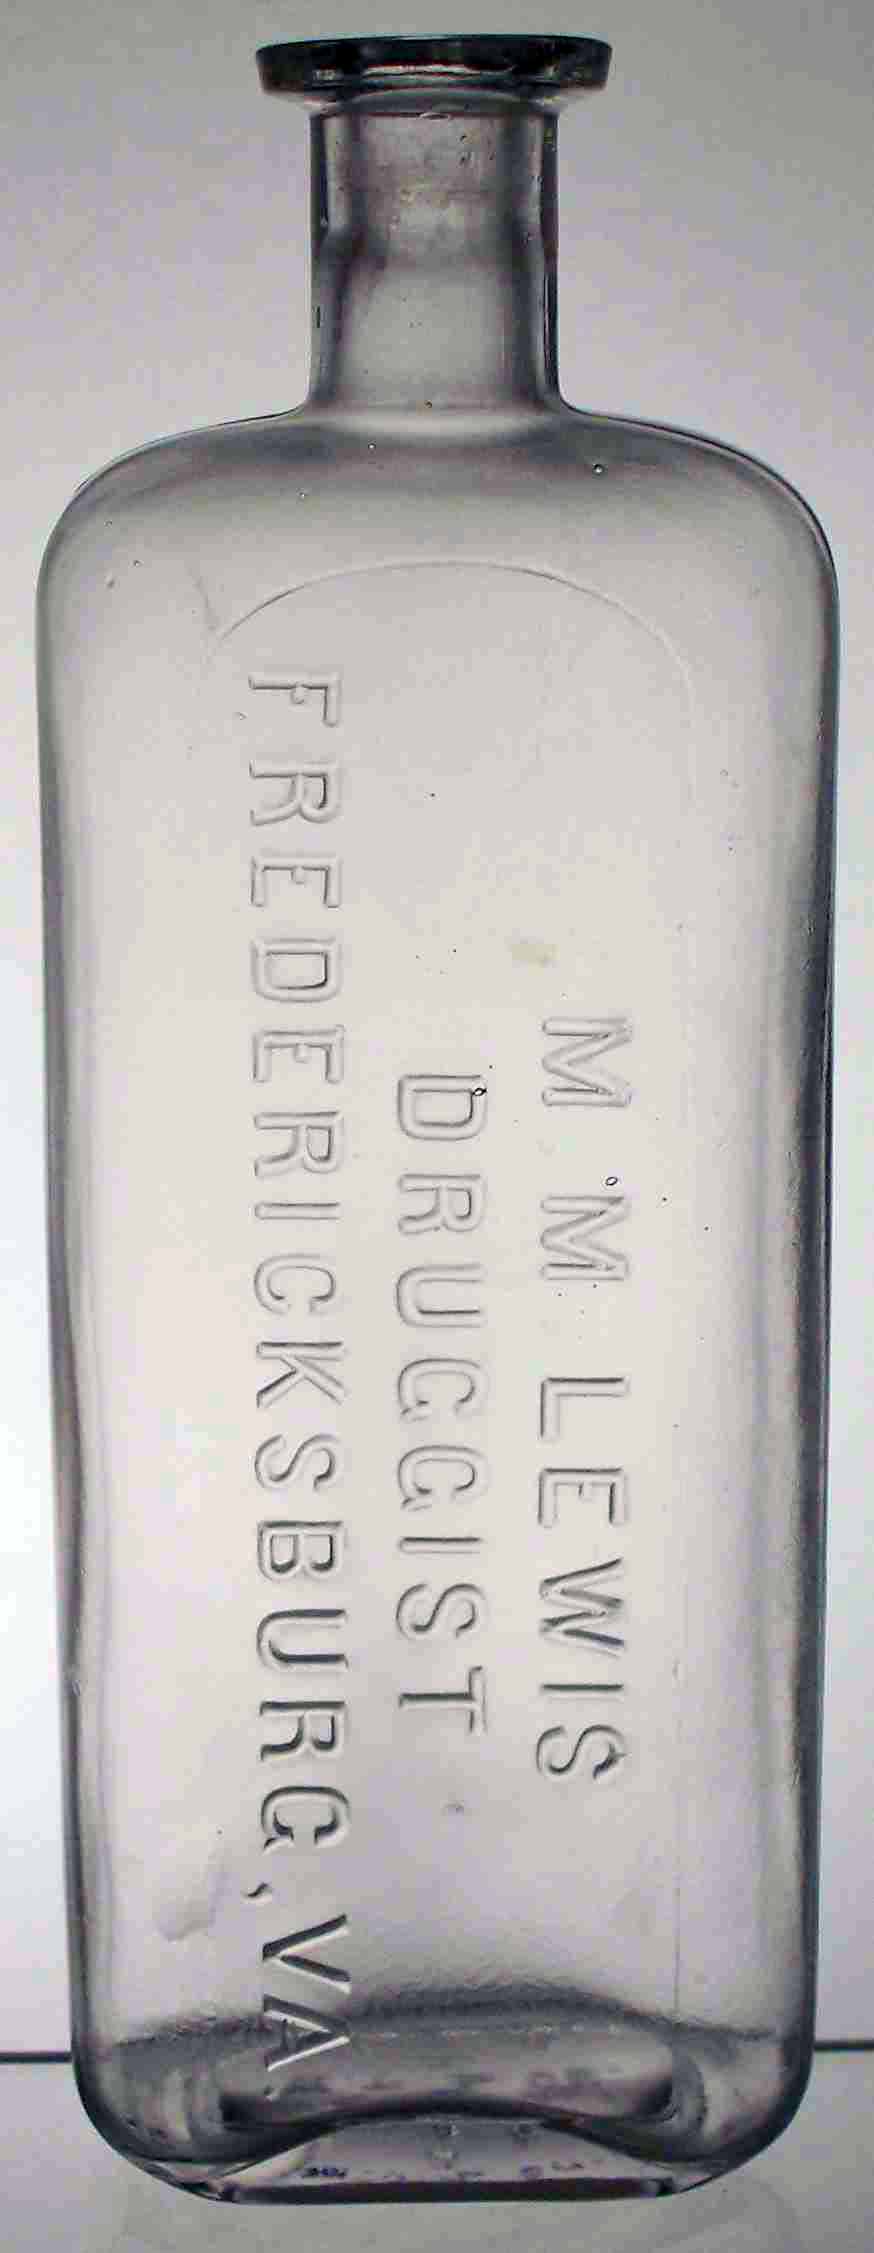 M. M. LEWIS
DRUGGIST
FREDERICKSBURG, VA.